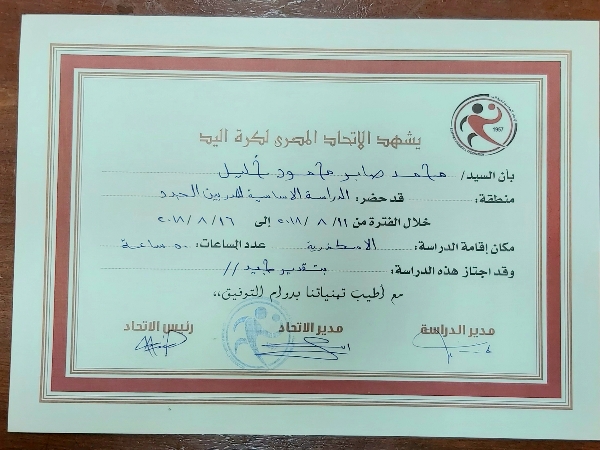 يشهد الاتحاد المصرى لكرة اليد
1957
بأن السيد/ محمد صابر محمود خليل
منطقة: قد حضر: الدراسة الاساسية للمدربين الجدد
خلال الفترة من ١١/ ٨ /٢٠١٨ إلى ١٦/ ٨ /٢٠١٨
مكان إقامة الدراسة: الاسكندرية عدد الساعات: ٥٠ ساعة
وقد اجتاز هذه الدراسة: بتقدير جيد //
مع أطيب تهنياتنا بدوام التوفيق،،
مدير الدراسة مدير الاتحاد رئيس الاتحاد